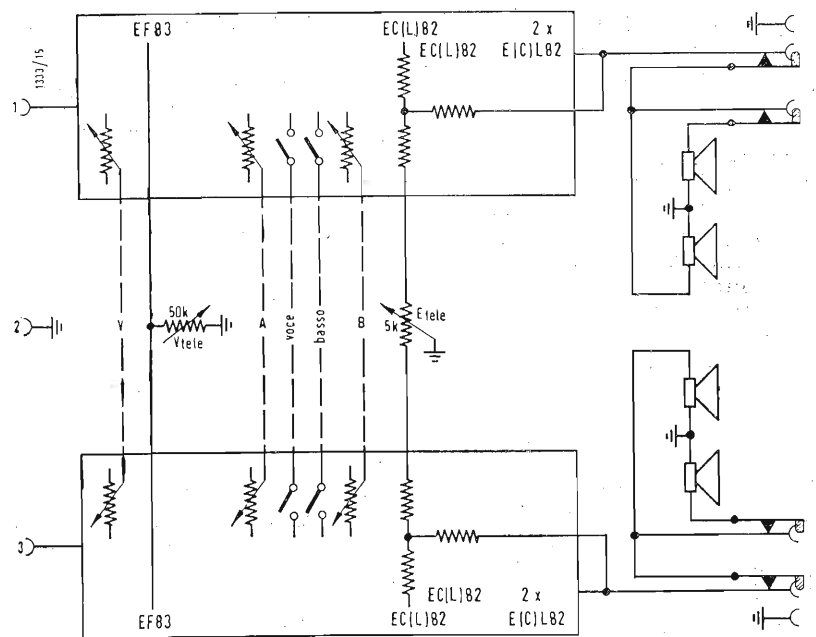 EF83
EC(L)82
2 x
EC(L)82
E(C)L82
1333/15
1
50k
Vtele
2
V
A
voce
basso
B
Etele
5k
3
EC(L)82
2 x
EC(L)82
E(C)L82
EF83